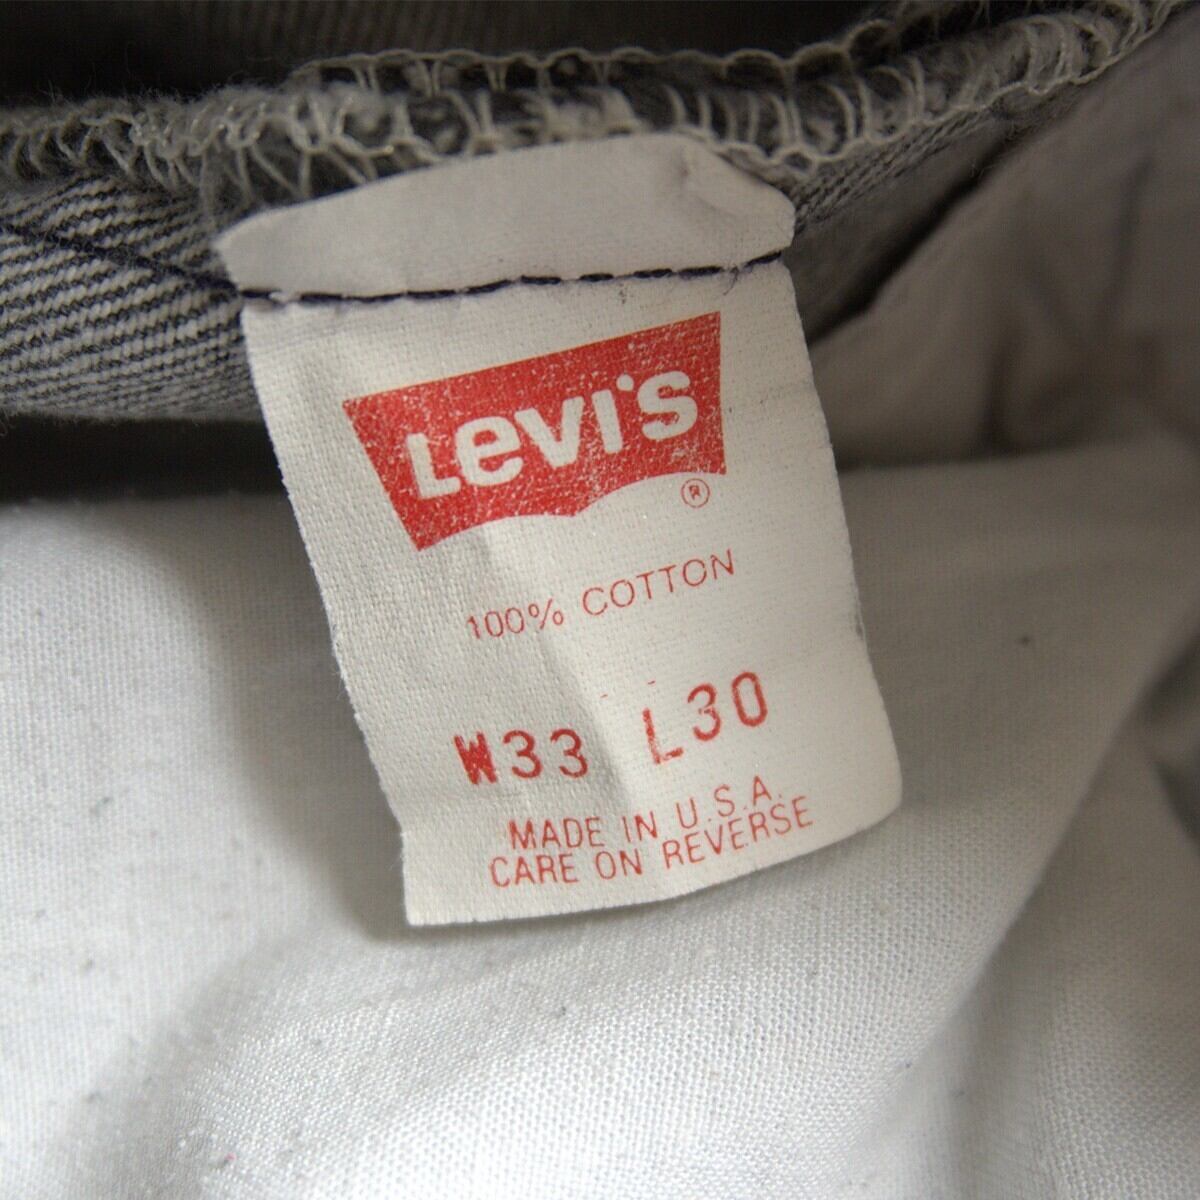 Levi's
®
100% COTTON
W33 L30
MADE IN U.S.A.
CARE ON REVERSE